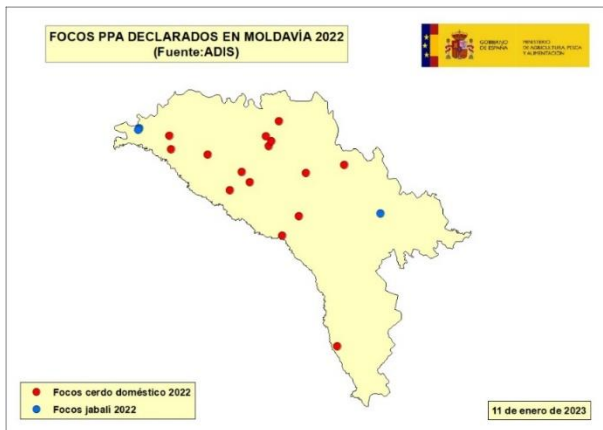 FOCOS PPA DECLARADOS EN MOLDAVÍA 2022
(Fuente:ADIS)
GOBIERNO
DE ESPAÑA
MINISTERIO
DE AGRICULTURA, PESCA
Y ALIMENTACIÓN
Focos cerdo doméstico 2022
Focos jabalí 2022
11 de enero de 2023